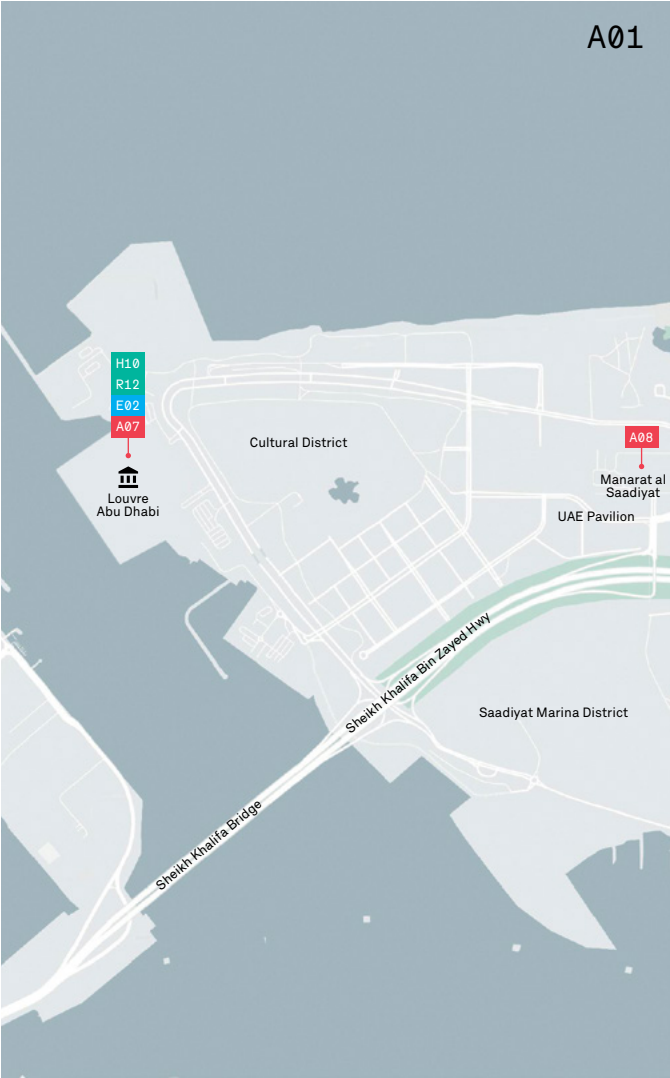 A01
H10
R12
E02
A07
Cultural District
A08
Louvre
Abu Dhabi
Manarat al
Saadiyat
UAE Pavilion
Sheikh Khalifa Bin Zayed Hwy
Saadiyat Marina District
Sheikh Khalifa Bridge